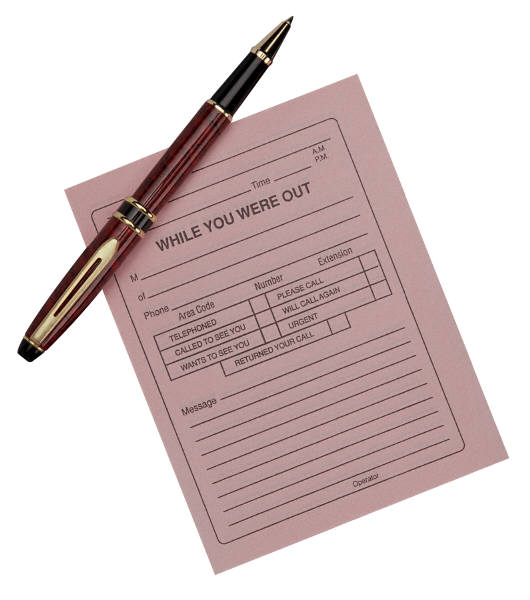 A.M.
Time P.M.
WHILE YOU WERE OUT
M
of
Phone Area Code Number Extension
TELEPHONED PLEASE CALL
CALLED TO SEE YOU WILL CALL AGAIN
WANTS TO SEE YOU URGENT
RETURNED YOUR CALL
Message
Operator